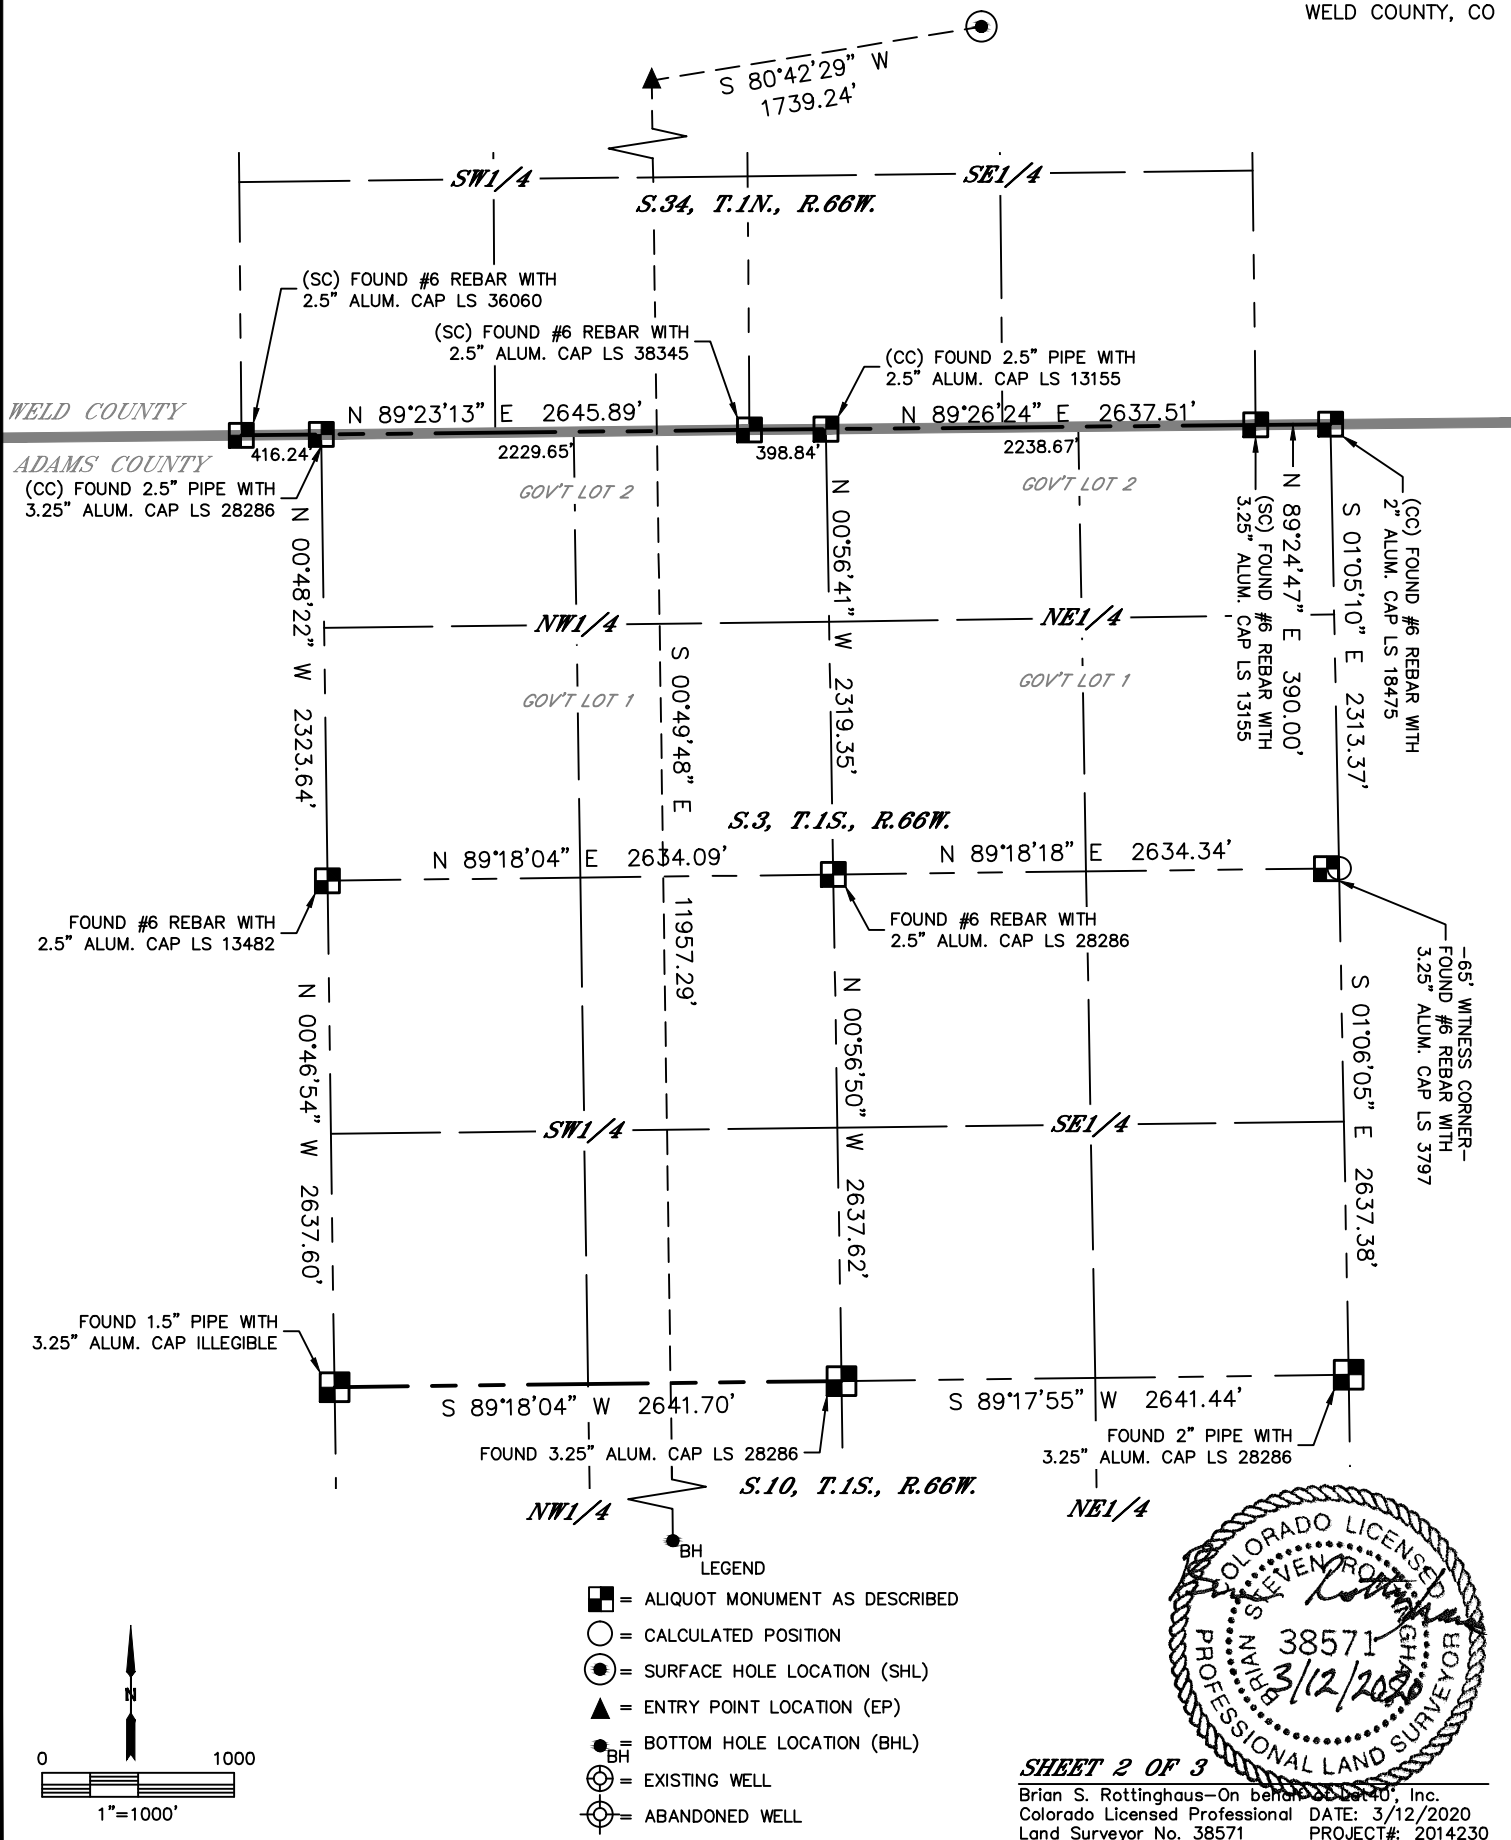 WELD COUNTY, CO
S 80°42'29" W
1739.24'
SW1/4
SE1/4
S.34, T.1N., R.66W.
(SC) FOUND #6 REBAR WITH
2.5" ALUM. CAP LS 36060
(SC) FOUND #6 REBAR WITH
2.5" ALUM. CAP LS 38345
(CC) FOUND 2.5" PIPE WITH
2.5" ALUM. CAP LS 13155
WELD COUNTY
N 89°23'13" E 2645.89'
N 89°26'24" E 2637.51'
416.24'
2229.65'
398.84'
2238.67'
ADAMS COUNTY
(CC) FOUND 2.5" PIPE WITH
3.25" ALUM. CAP LS 28286
GOV'T LOT 2
GOV'T LOT 2
N 00°48'22" W 2323.64'
N 00°56'41" W 2319.35'
(SC) FOUND #6 REBAR WITH
3.25" ALUM. CAP LS 13155
N 89°24'47" E 390.00'
S 01°05'10" E 2313.37'
(CC) FOUND #6 REBAR WITH
2" ALUM. CAP LS 18475
NW1/4
NE1/4
S 00°49'48" E 11957.29'
GOV'T LOT 1
GOV'T LOT 1
S.3, T.1S., R.66W.
N 89°18'04" E 2634.09'
N 89°18'18" E 2634.34'
FOUND #6 REBAR WITH
2.5" ALUM. CAP LS 13482
FOUND #6 REBAR WITH
2.5" ALUM. CAP LS 28286
-65' WITNESS CORNER-
FOUND #6 REBAR WITH
3.25" ALUM. CAP LS 3797
N 00°46'54" W 2637.60'
N 00°56'50" W 2637.62'
S 01°06'05" E 2637.38'
SW1/4
SE1/4
FOUND 1.5" PIPE WITH
3.25" ALUM. CAP ILLEGIBLE
S 89°18'04" W 2641.70'
S 89°17'55" W 2641.44'
FOUND 3.25" ALUM. CAP LS 28286
FOUND 2" PIPE WITH
3.25" ALUM. CAP LS 28286
S.10, T.1S., R.66W.
NW1/4
NE1/4
BH
LEGEND
= ALIQUOT MONUMENT AS DESCRIBED
= CALCULATED POSITION
= SURFACE HOLE LOCATION (SHL)
= ENTRY POINT LOCATION (EP)
BH = BOTTOM HOLE LOCATION (BHL)
= EXISTING WELL
= ABANDONED WELL
N
0 1000
1"=1000'
COLORADO LICENSED
PROFESSIONAL LAND SURVEYOR
BRIAN STEVEN ROTTINGHAUS
38571
3/12/2020
SHEET 2 OF 3
Brian S. Rottinghaus-On behalf of Lat40°, Inc.
Colorado Licensed Professional DATE: 3/12/2020
Land Surveyor No. 38571 PROJECT#: 2014230